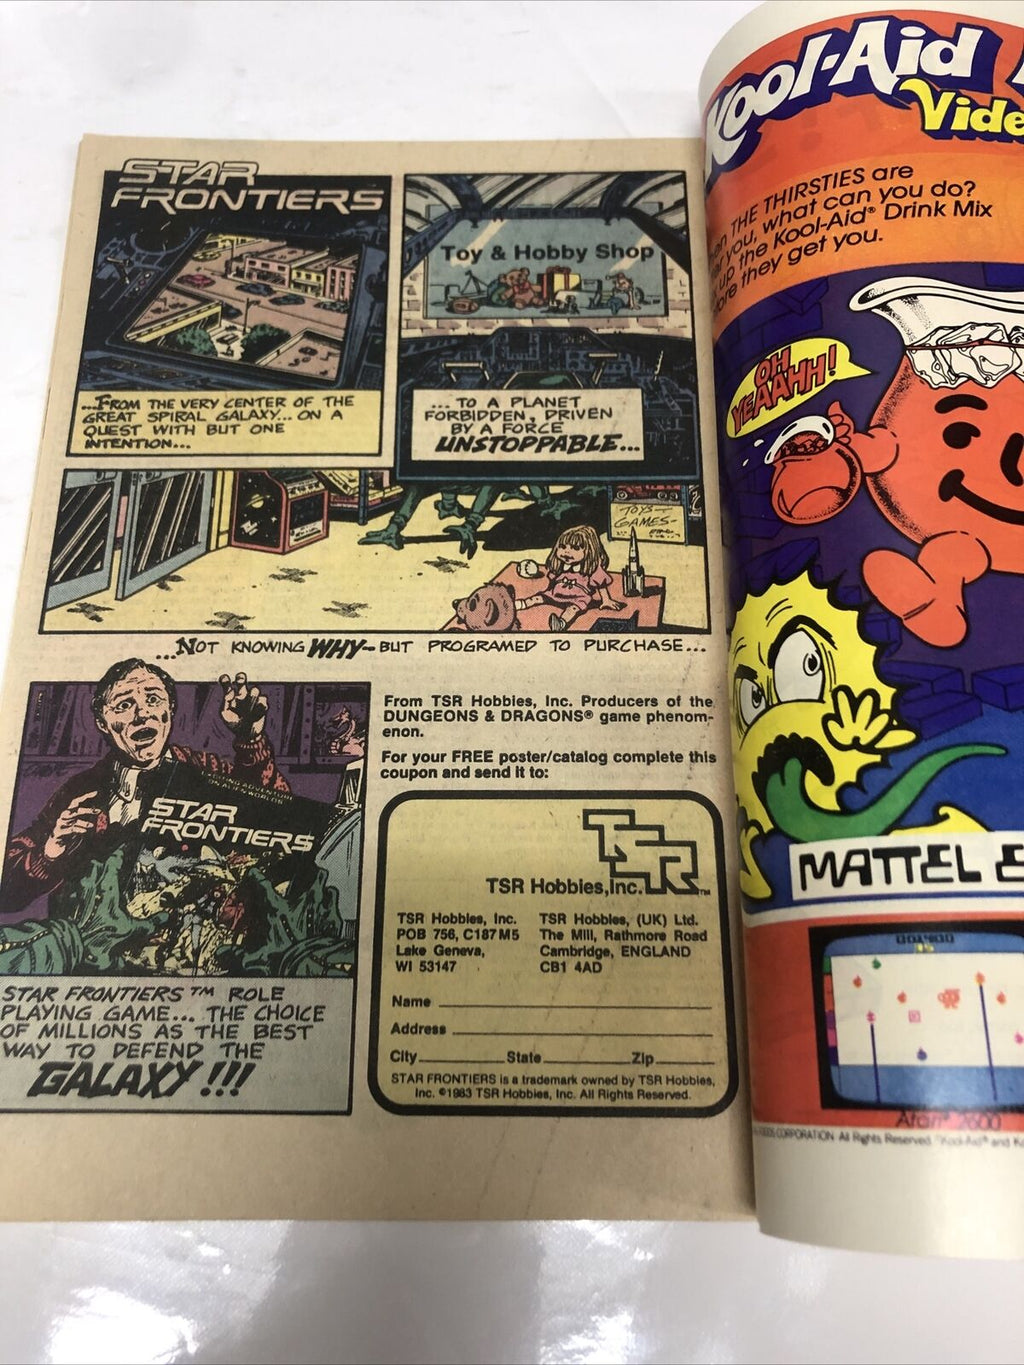 STAR
FRONTIERS
...FROM THE VERY CENTER OF THE
GREAT SPIRAL GALAXY... ON A
QUEST WITH BUT ONE
INTENTION...
Toy & Hobby Shop
...TO A PLANET
FORBIDDEN, DRIVEN
BY A FORCE
UNSTOPPABLE...
TOYS-
GAMES-
...NOT KNOWING WHY-BUT PROGRAMED TO PURCHASE...
STAR
FRONTIERS
STAR FRONTIERS™ ROLE
PLAYING GAME... THE CHOICE
OF MILLIONS AS THE BEST
WAY TO DEFEND THE
GALAXY!!!
From TSR Hobbies, Inc. Producers of the
DUNGEONS & DRAGONS® game phenom-
enon.
For your FREE poster/catalog complete this
coupon and send it to:
TSR
TSR Hobbies, Inc. ™
TSR Hobbies, Inc.
POB 756, C187M5
Lake Geneva,
WI 53147
TSR Hobbies, (UK) Ltd.
The Mill, Rathmore Road
Cambridge, ENGLAND
CB1 4AD
Name
Address
City State Zip
STAR FRONTIERS is a trademark owned by TSR Hobbies,
Inc. ©1983 TSR Hobbies, Inc. All Rights Reserved.
Kool-Aid
Vide
THE THIRSTIES are
you, what can you do?
up the Kool-Aid® Drink Mix
they get you.
OH
YEAAHH!
MATTEL E
Atari 2600
CORPORATION All Rights Reserved. "Kool-Aid" and